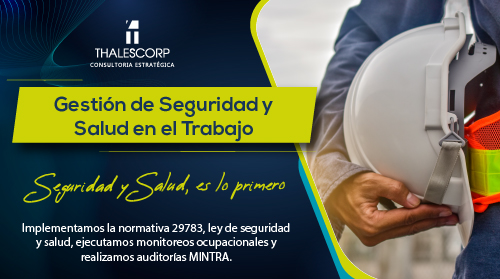 THALESCORP
CONSULTORIA ESTRATÉGICA
Gestión de Seguridad y
Salud en el Trabajo
Seguridad y Salud, es lo primero
Implementamos la normativa 29783, ley de seguridad
y salud, ejecutamos monitoreos ocupacionales y
realizamos auditorías MINTRA.